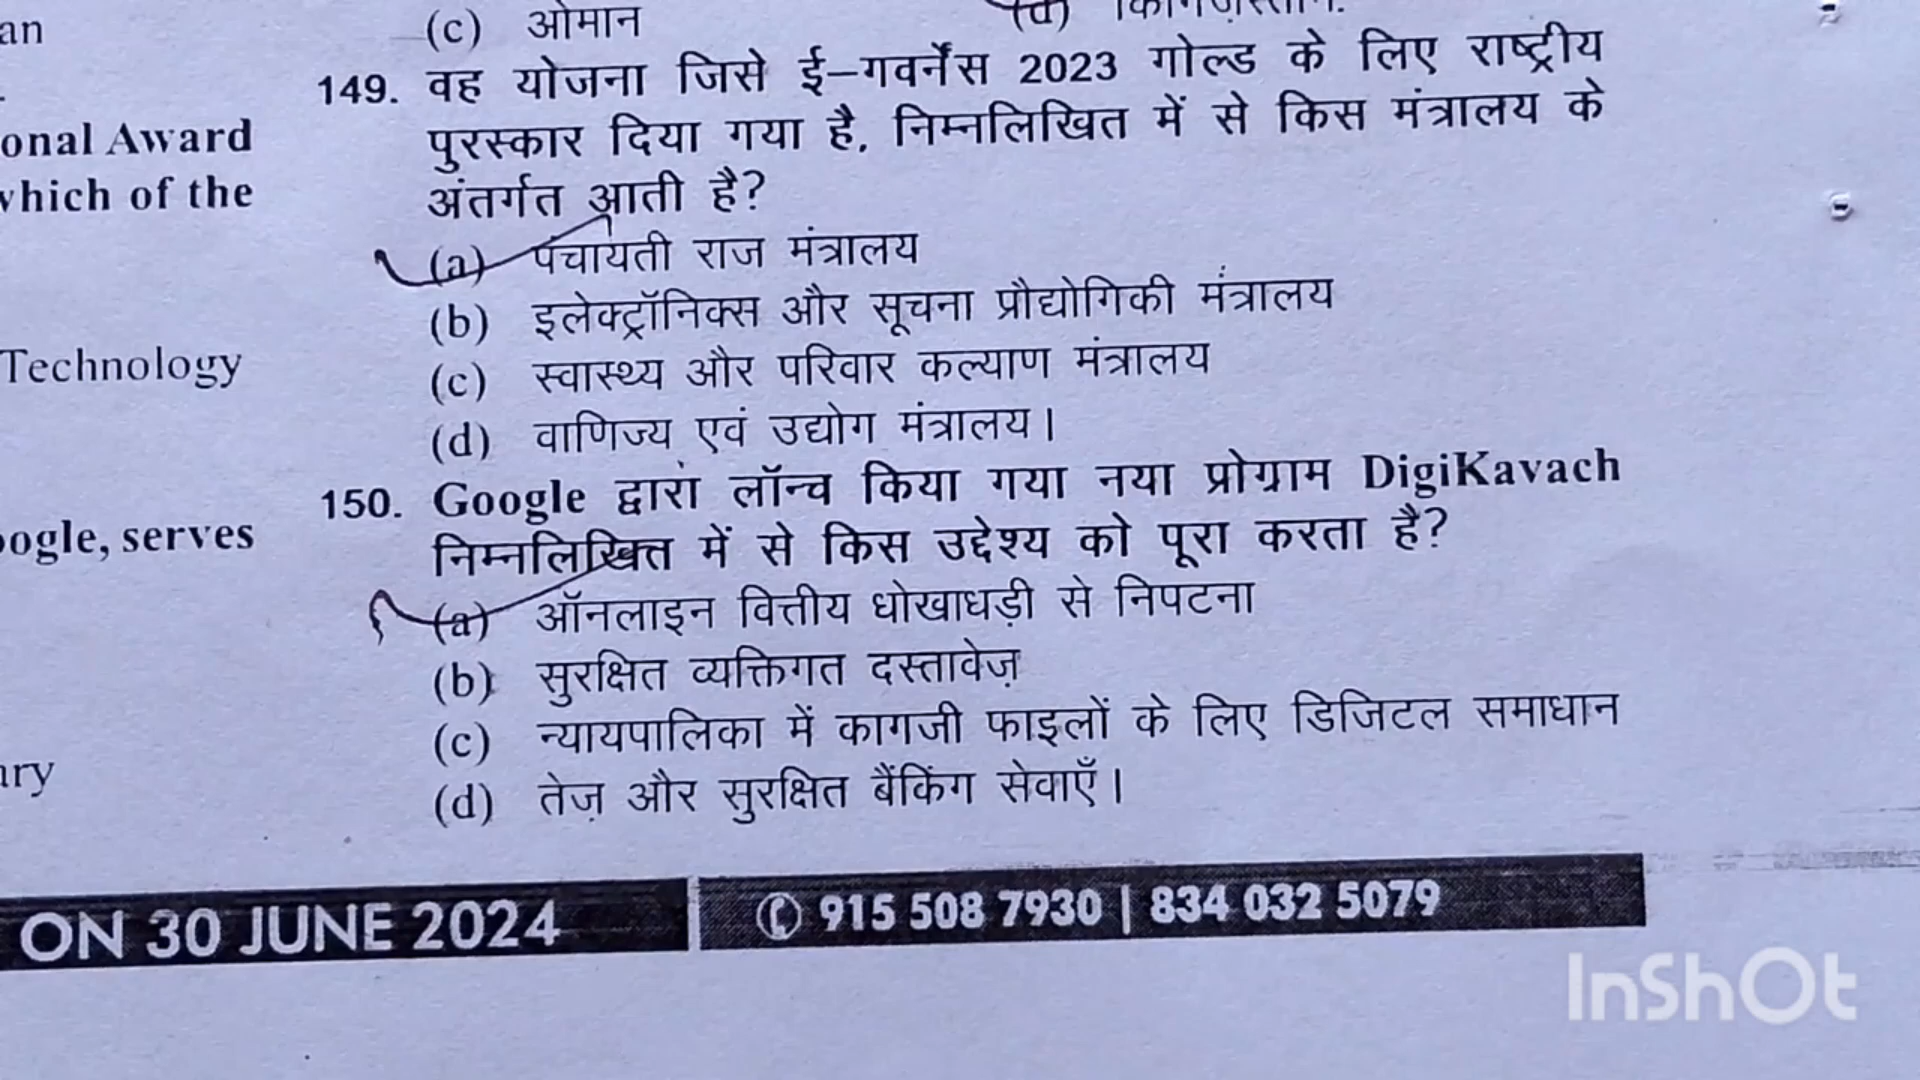 an
onal Award
which of the
Technology
oogle, serves
ary
(c) ओमान
(d)
149. वह योजना जिसे ई–गवर्नेंस 2023 गोल्ड के लिए राष्ट्रीय
पुरस्कार दिया गया है, निम्नलिखित में से किस मंत्रालय के
अंतर्गत आती है?
(a) पंचायती राज मंत्रालय
(b) इलेक्ट्रॉनिक्स और सूचना प्रौद्योगिकी मंत्रालय
(c) स्वास्थ्य और परिवार कल्याण मंत्रालय
(d) वाणिज्य एवं उद्योग मंत्रालय।
150. Google द्वारा लॉन्च किया गया नया प्रोग्राम DigiKavach
निम्नलिखित में से किस उद्देश्य को पूरा करता है?
(a) ऑनलाइन वित्तीय धोखाधड़ी से निपटना
(b) सुरक्षित व्यक्तिगत दस्तावेज़
(c) न्यायपालिका में कागजी फाइलों के लिए डिजिटल समाधान
(d) तेज़ और सुरक्षित बैंकिंग सेवाएँ।
ON 30 JUNE 2024
915 508 7930 | 834 032 5079
InShOt